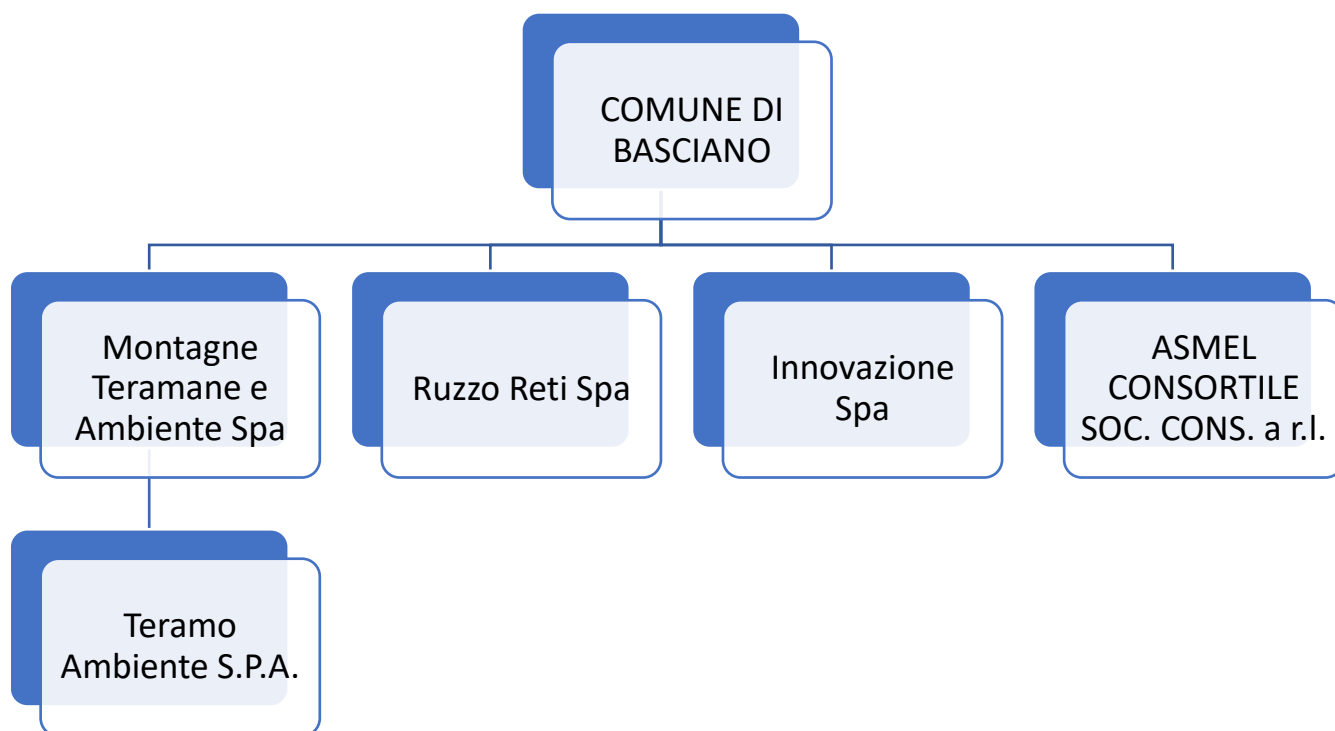 COMUNE DI
BASCIANO
Montagne
Teramane e
Ambiente Spa
Ruzzo Reti Spa
Innovazione
Spa
ASMEL
CONSORTILE
SOC. CONS. a r.l.
Teramo
Ambiente S.P.A.